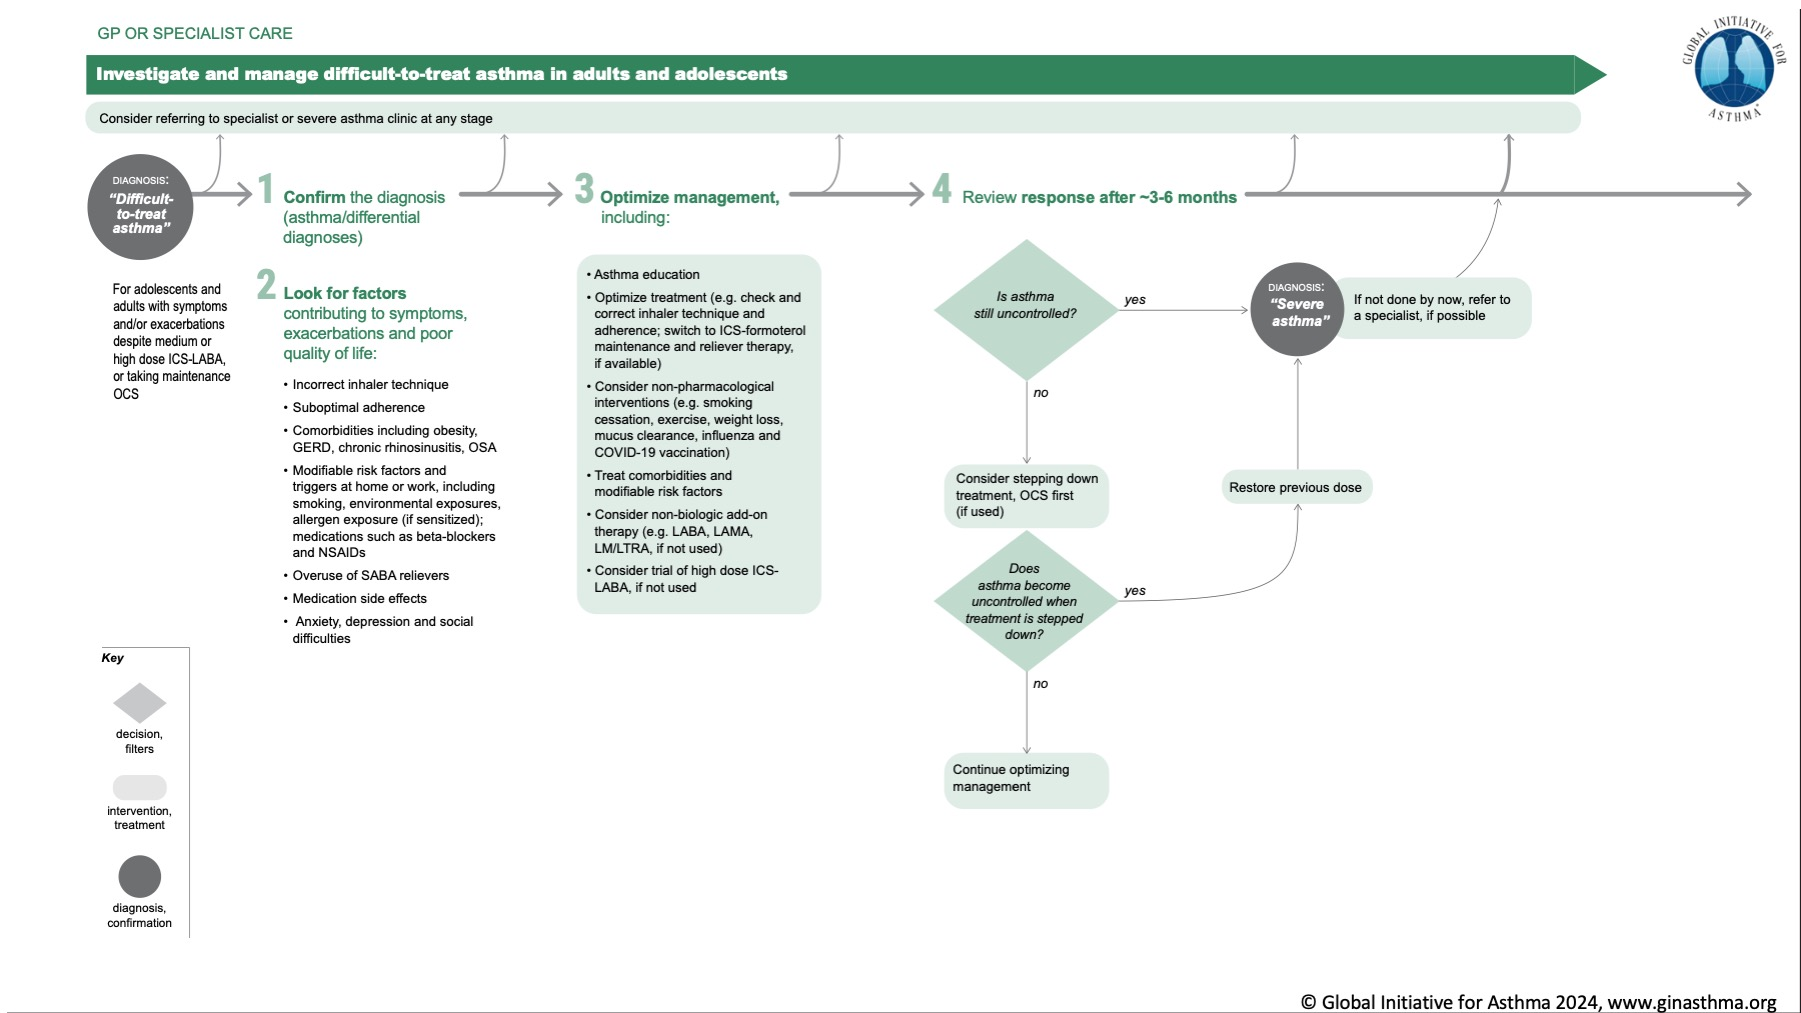 GP OR SPECIALIST CARE
GLOBAL INITIATIVE FOR
ASTHMA
Investigate and manage difficult-to-treat asthma in adults and adolescents
Consider referring to specialist or severe asthma clinic at any stage
DIAGNOSIS:
“Difficult-
to-treat
asthma”
For adolescents and
adults with symptoms
and/or exacerbations
despite medium or
high dose ICS-LABA,
or taking maintenance
OCS
1 Confirm the diagnosis
(asthma/differential
diagnoses)
2 Look for factors
contributing to symptoms,
exacerbations and poor
quality of life:
• Incorrect inhaler technique
• Suboptimal adherence
• Comorbidities including obesity,
GERD, chronic rhinosinusitis, OSA
• Modifiable risk factors and
triggers at home or work, including
smoking, environmental exposures,
allergen exposure (if sensitized);
medications such as beta-blockers
and NSAIDs
• Overuse of SABA relievers
• Medication side effects
• Anxiety, depression and social
difficulties
3 Optimize management,
including:
• Asthma education
• Optimize treatment (e.g. check and
correct inhaler technique and
adherence; switch to ICS-formoterol
maintenance and reliever therapy,
if available)
• Consider non-pharmacological
interventions (e.g. smoking
cessation, exercise, weight loss,
mucus clearance, influenza and
COVID-19 vaccination)
• Treat comorbidities and
modifiable risk factors
• Consider non-biologic add-on
therapy (e.g. LABA, LAMA,
LM/LTRA, if not used)
• Consider trial of high dose ICS-
LABA, if not used
4 Review response after ~3-6 months
Is asthma
still uncontrolled?
yes
no
DIAGNOSIS:
“Severe
asthma”
If not done by now, refer to
a specialist, if possible
Consider stepping down
treatment, OCS first
(if used)
Restore previous dose
Does
asthma become
uncontrolled when
treatment is stepped
down?
yes
no
Continue optimizing
management
Key
decision,
filters
intervention,
treatment
diagnosis,
confirmation
© Global Initiative for Asthma 2024, www.ginasthma.org